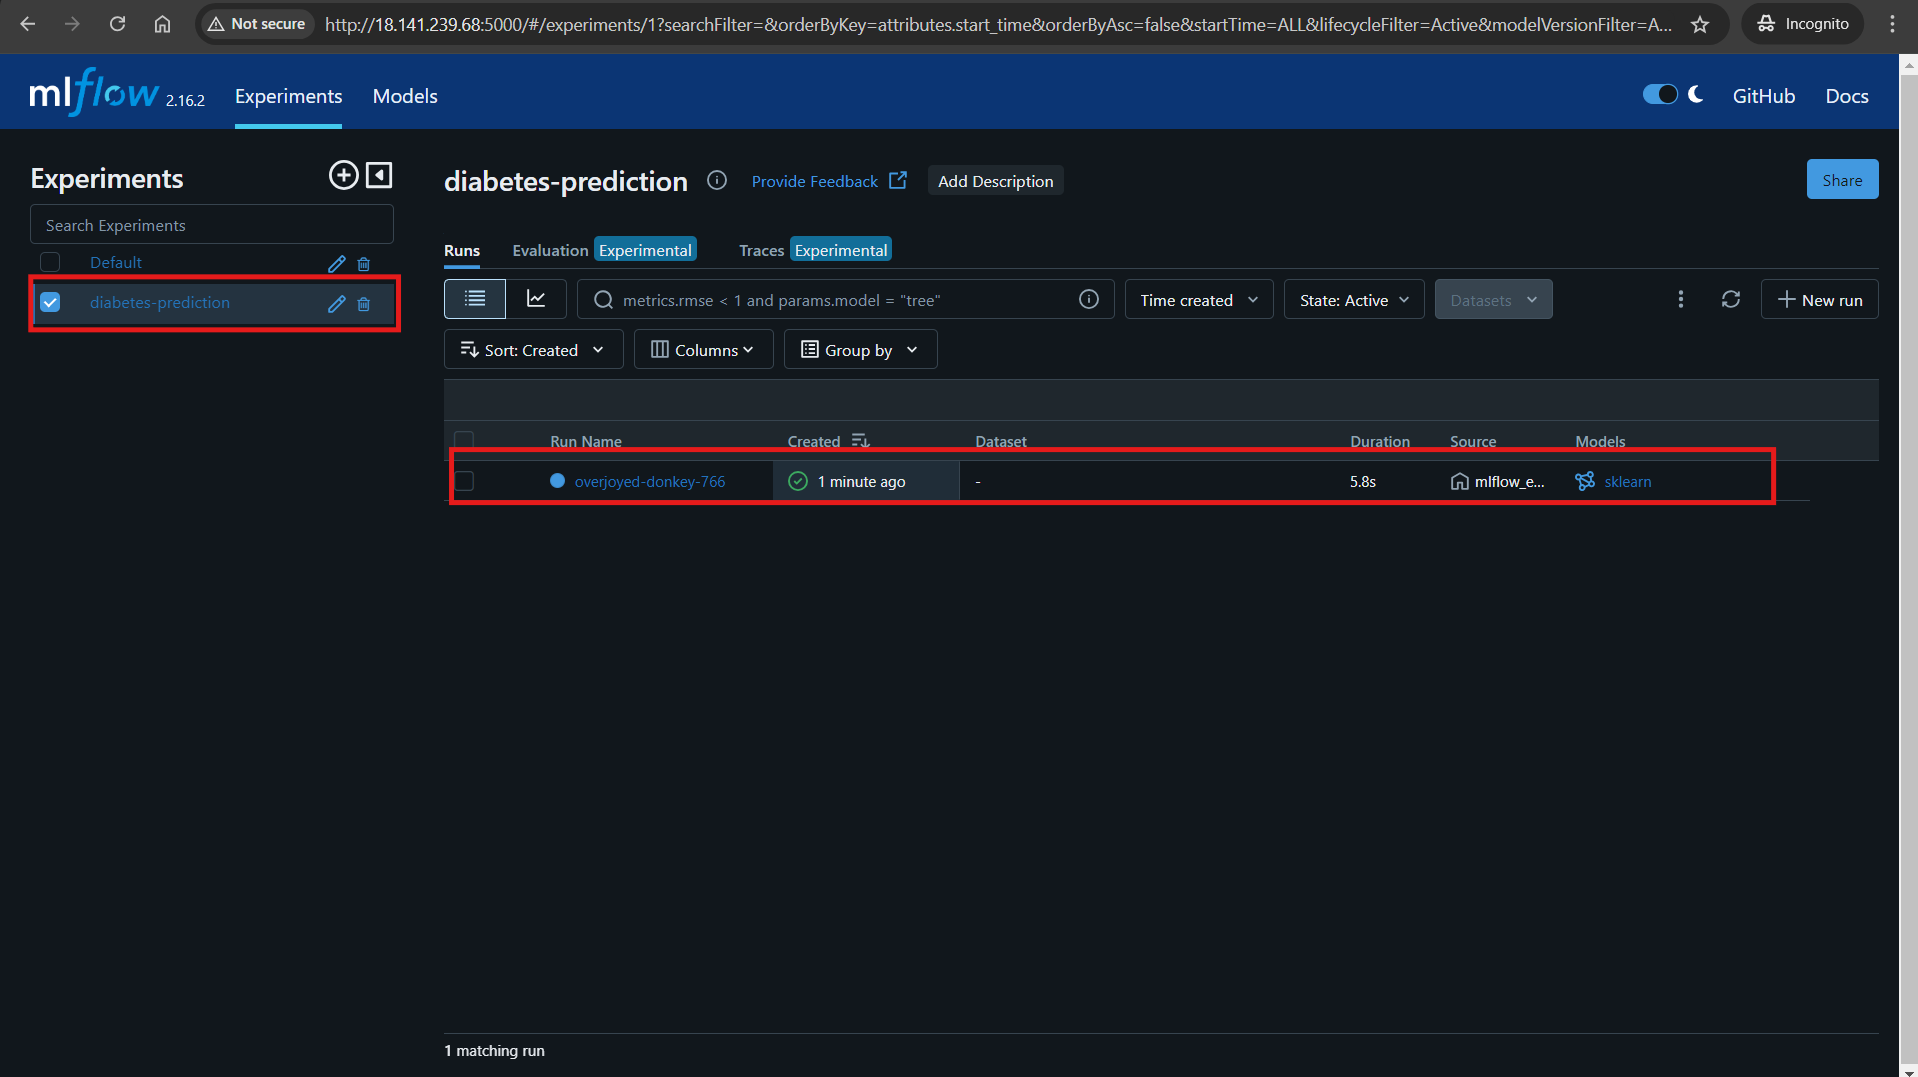 Not secure http://18.141.239.68:5000/#/experiments/1?searchFilter=&orderByKey=attributes.start_time&orderByAsc=false&startTime=ALL&lifecycleFilter=Active&modelVersionFilter=A... Incognito
mlflow 2.16.2 Experiments Models GitHub Docs
Experiments
Search Experiments
Default
diabetes-prediction
diabetes-prediction Provide Feedback Add Description Share
Runs Evaluation Experimental Traces Experimental
metrics.rmse < 1 and params.model = "tree" Time created State: Active Datasets New run
Sort: Created Columns Group by
Run Name Created Dataset Duration Source Models
overjoyed-donkey-766 1 minute ago - 5.8s mlflow_e... sklearn
1 matching run